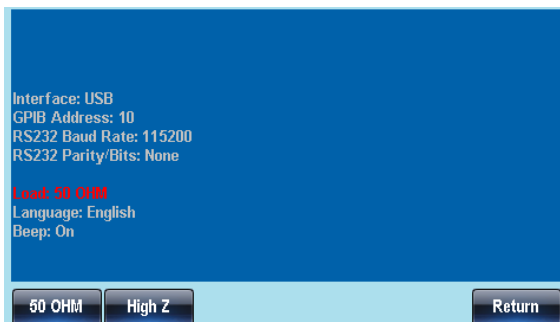 Interface: USB
GPIB Address: 10
RS232 Baud Rate: 115200
RS232 Parity/Bits: None
Load: 50 OHM
Language: English
Beep: On
50 OHM High Z Return